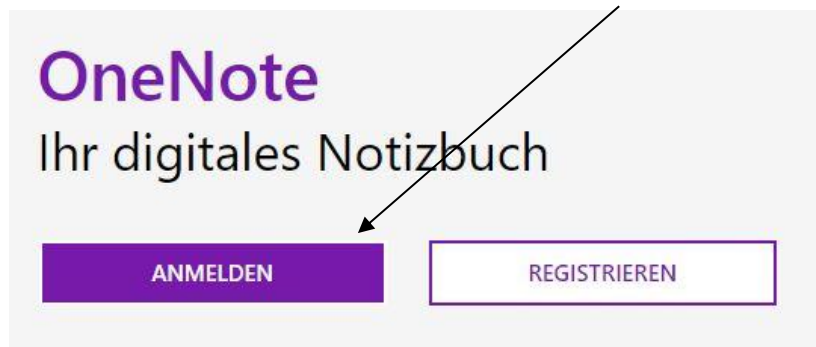 OneNote
Ihr digitales Notizbuch
ANMELDEN
REGISTRIEREN